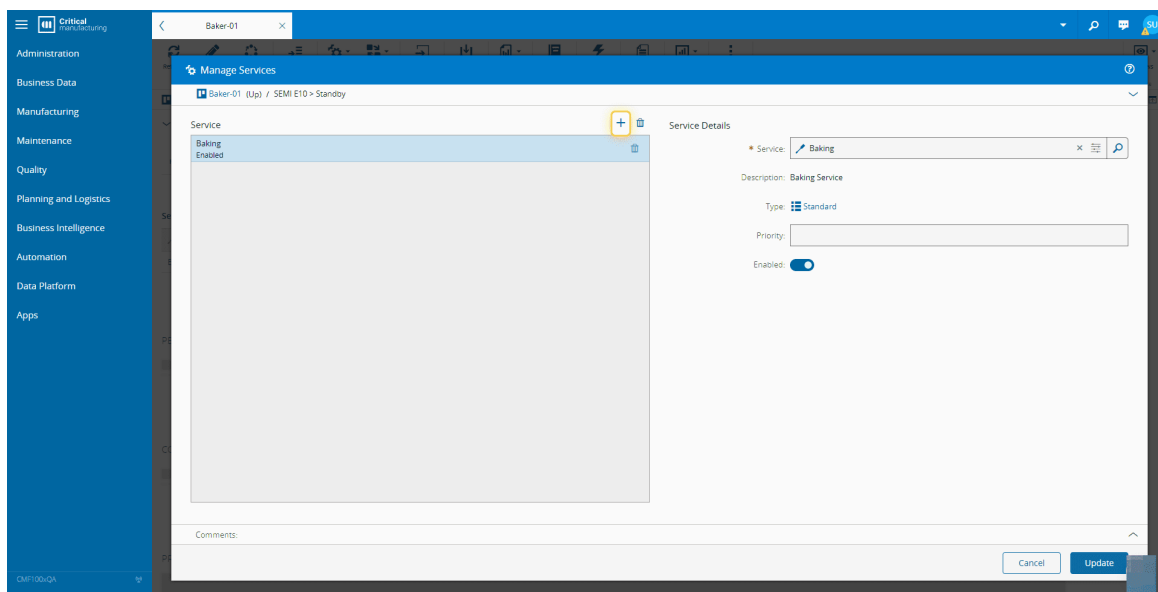 Critical
manufacturing
Baker-01
SU
Administration
Business Data
Manufacturing
Maintenance
Quality
Planning and Logistics
Business Intelligence
Automation
Data Platform
Apps
CMF100xQA
Manage Services
Baker-01 (Up) / SEMI E10 > Standby
Service
Baking
Enabled
Service Details
* Service: Baking
Description: Baking Service
Type: Standard
Priority:
Enabled:
Comments:
Cancel Update